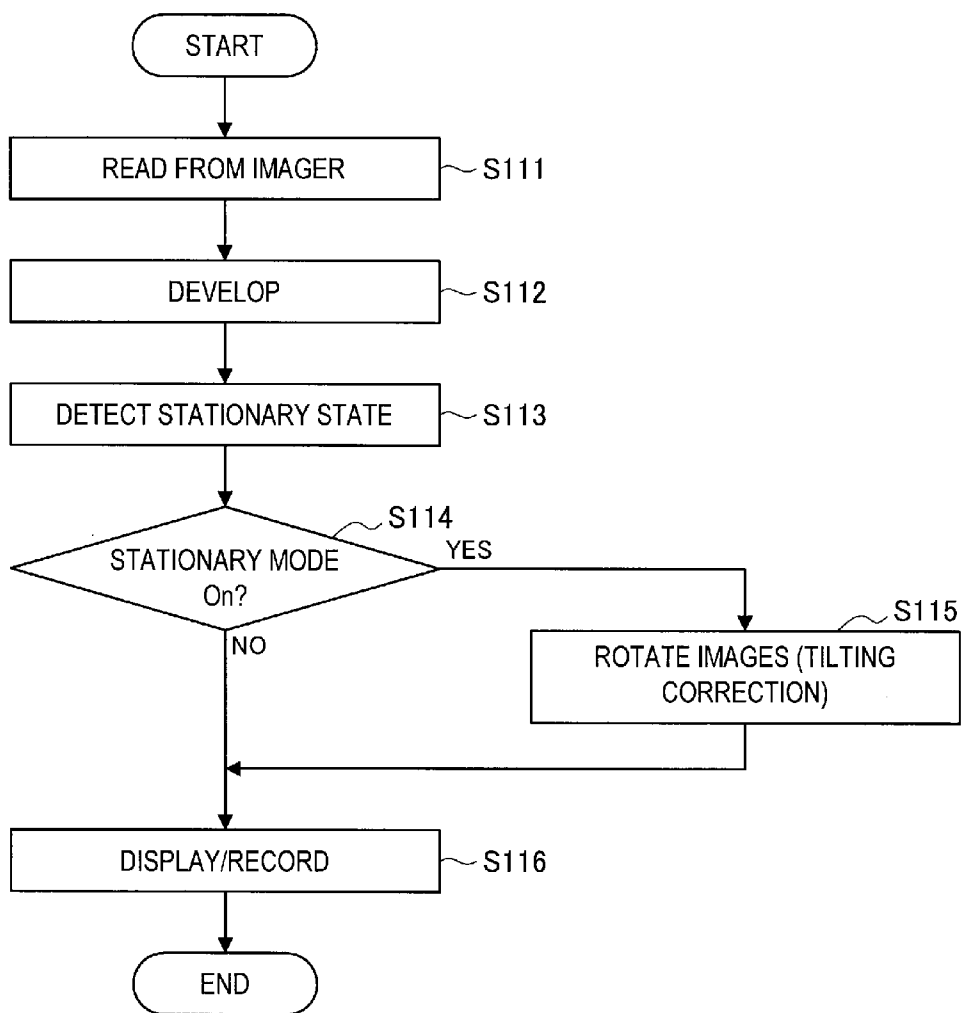 START
READ FROM IMAGER
S111
DEVELOP
S112
DETECT STATIONARY STATE
S113
S114
STATIONARY MODE
On?
YES
NO
S115
ROTATE IMAGES (TILTING
CORRECTION)
DISPLAY/RECORD
S116
END